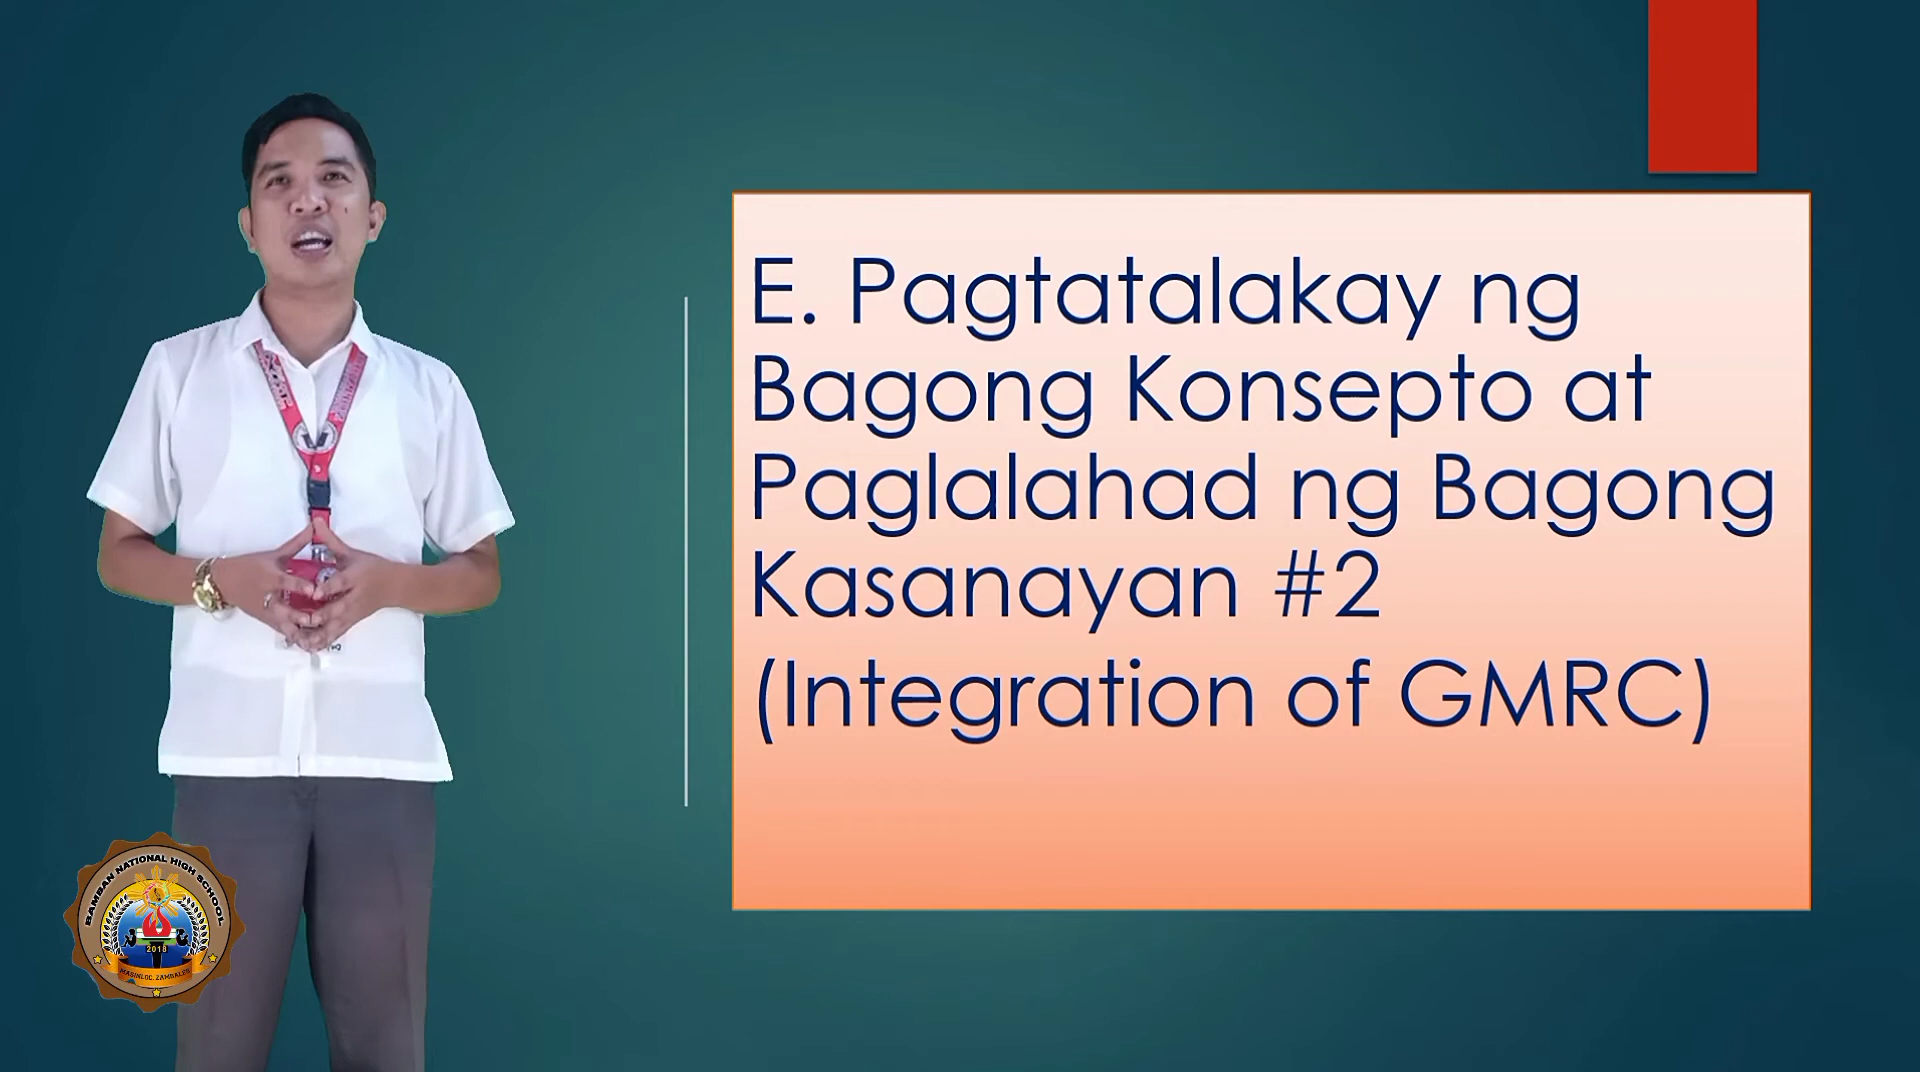 E. Pagtatalakay ng
Bagong Konsepto at
Paglalahad ng Bagong
Kasanayan #2
(Integration of GMRC)
BAMBAN NATIONAL HIGH SCHOOL
2018
MASINLOC, ZAMBALES